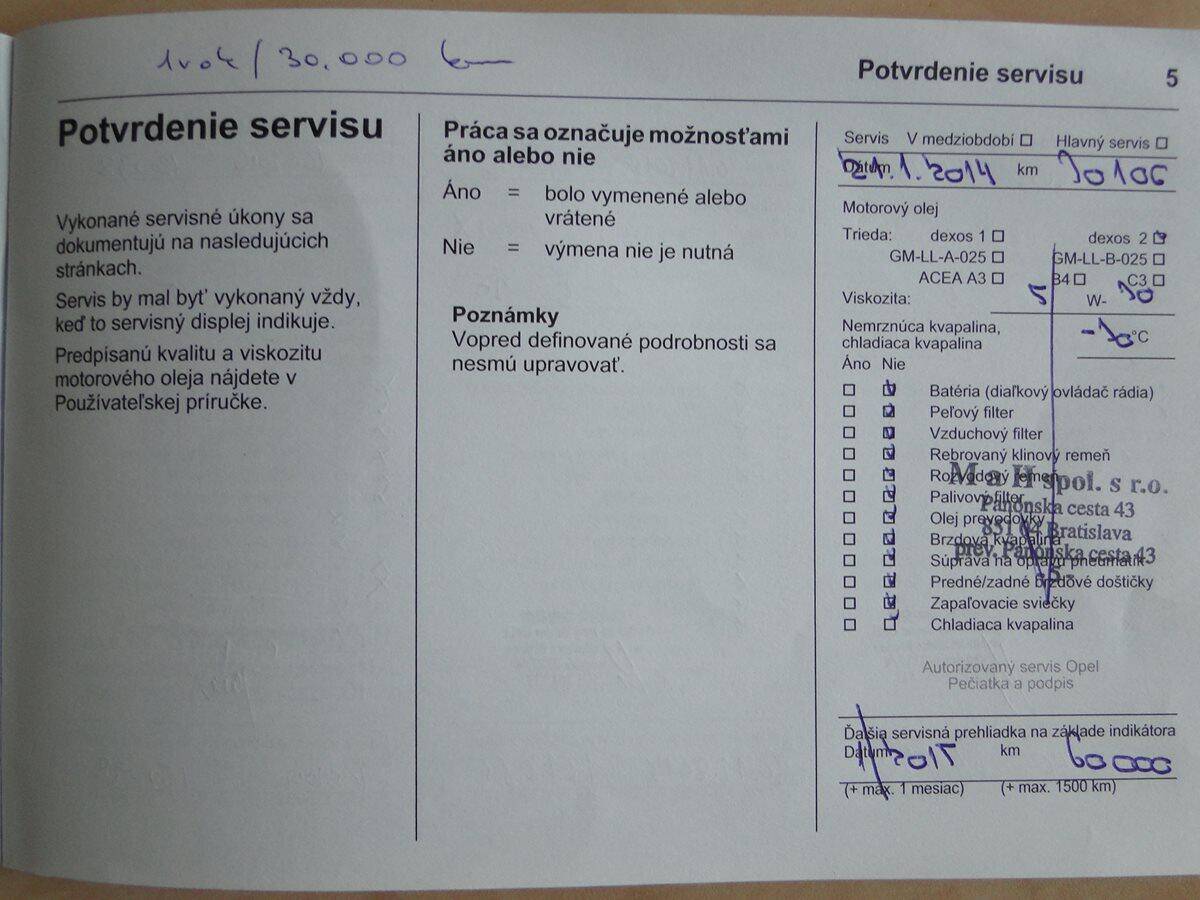 1 rok / 30.000 km
Potvrdenie servisu 5
Potvrdenie servisu
Vykonané servisné úkony sa
dokumentujú na nasledujúcich
stránkach.
Servis by mal byť vykonaný vždy,
keď to servisný displej indikuje.
Predpísanú kvalitu a viskozitu
motorového oleja nájdete v
Používateľskej príručke.
Práca sa označuje možnosťami
áno alebo nie
Áno = bolo vymenené alebo
vrátené
Nie = výmena nie je nutná
Poznámky
Vopred definované podrobnosti sa
nesmú upravovať.
Servis V medziobdobí ☐ Hlavný servis ☐
Dátum 21.1.2014 km 30106
Motorový olej
Trieda: dexos 1 ☐ dexos 2 ☑
GM-LL-A-025 ☐ GM-LL-B-025 ☐
ACEA A3 ☐ B4 ☐ C3 ☐
Viskozita: 5 W- 30
Nemrznúca kvapalina,
chladiaca kvapalina -30 °C
Áno Nie
☐ ☑ Batéria (diaľkový ovládač rádia)
☐ ☑ Peľový filter
☐ ☑ Vzduchový filter
☐ ☑ Rebrovaný klinový remeň
☐ ☑ Rozvodový remeň
☐ ☑ Palivový filter
☐ ☑ Olej prevodovky
☐ ☑ Brzdová kvapalina
☐ ☑ Súprava na opravu pneumatík
☐ ☑ Predné/zadné brzdové doštičky
☐ ☑ Zapaľovacie sviečky
☐ ☑ Chladiaca kvapalina
M a H spol. s r.o.
Panónska cesta 43
851 04 Bratislava
prev. Panónska cesta 43
- 5 -
Autorizovaný servis Opel
Pečiatka a podpis
Ďalšia servisná prehliadka na základe indikátora
Dátum 1/2015 km 60000
(+ max. 1 mesiac) (+ max. 1500 km)